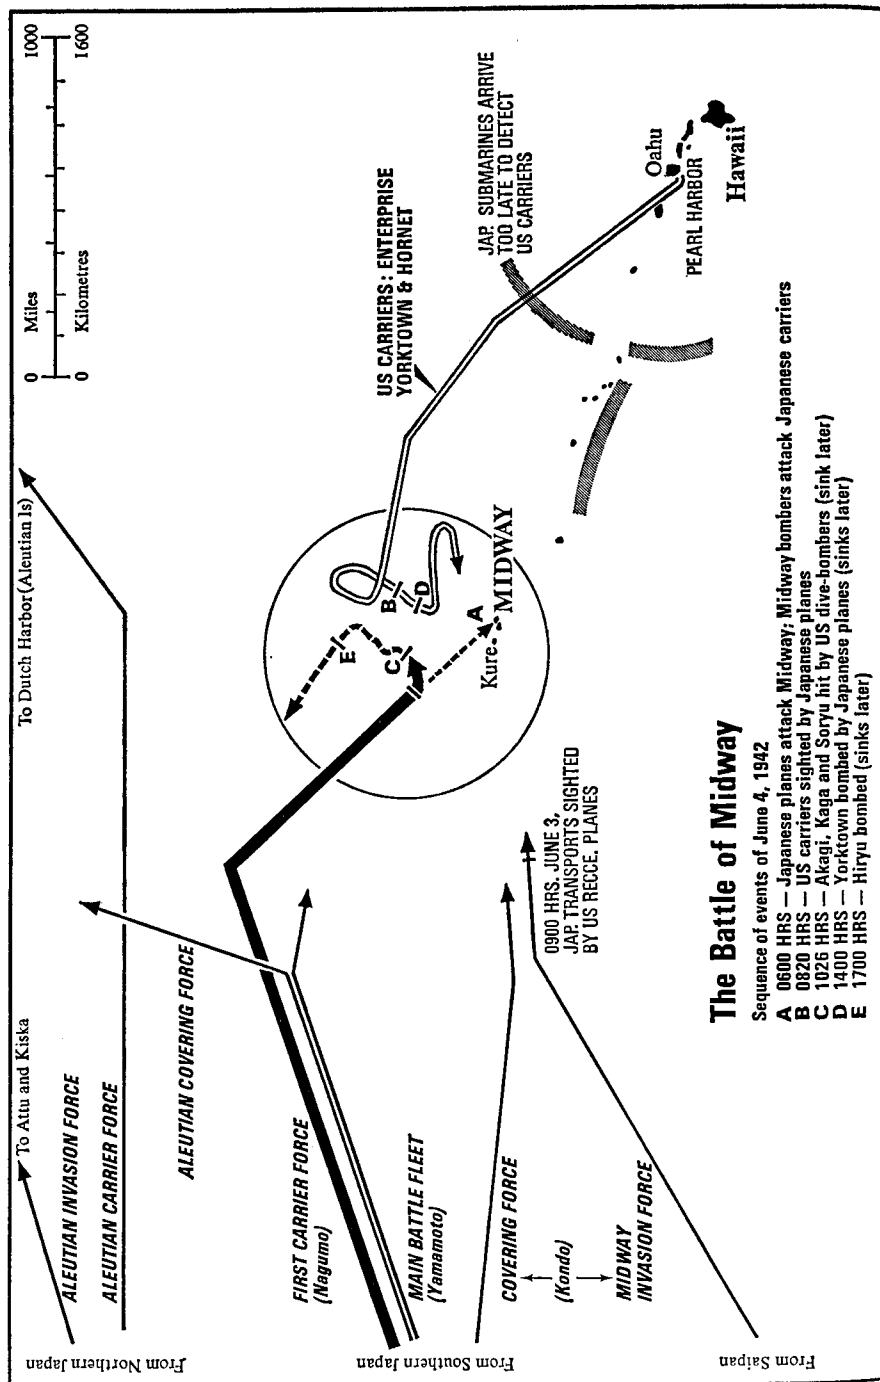 To Attu and Kiska
To Dutch Harbor (Aleutian Is)
0 Miles 1000
0 Kilometres 1600
From Northern Japan
ALEUTIAN INVASION FORCE
ALEUTIAN CARRIER FORCE
ALEUTIAN COVERING FORCE
FIRST CARRIER FORCE
(Nagumo)
MAIN BATTLE FLEET
(Yamamoto)
From Southern Japan
COVERING FORCE
(Kondo)
MIDWAY
INVASION FORCE
From Saipan
0900 HRS. JUNE 3,
JAP. TRANSPORTS SIGHTED
BY US RECCE. PLANES
E
C
B
D
A
Kure
MIDWAY
US CARRIERS: ENTERPRISE
YORKTOWN & HORNET
JAP. SUBMARINES ARRIVE
TOO LATE TO DETECT
US CARRIERS
Oahu
PEARL HARBOR
Hawaii
The Battle of Midway
Sequence of events of June 4, 1942
A 0600 HRS — Japanese planes attack Midway; Midway bombers attack Japanese carriers
B 0820 HRS — US carriers sighted by Japanese planes
C 1026 HRS — Akagi, Kaga and Soryu hit by US dive-bombers (sink later)
D 1400 HRS — Yorktown bombed by Japanese planes (sinks later)
E 1700 HRS — Hiryu bombed (sinks later)